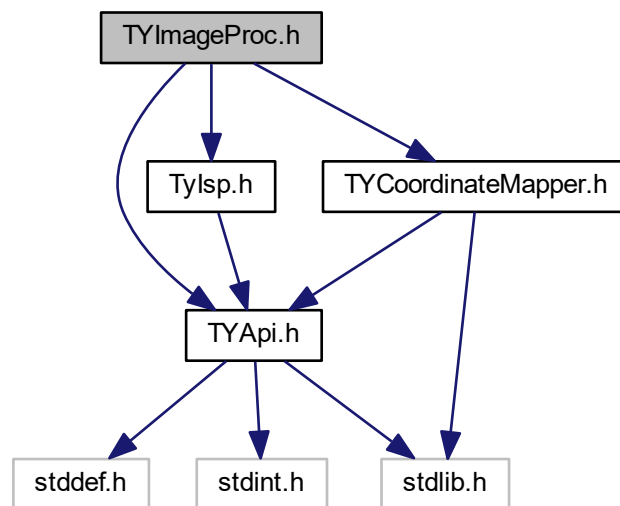 TYImageProc.h
TyIsp.h
TYCoordinateMapper.h
TYApi.h
stddef.h
stdint.h
stdlib.h